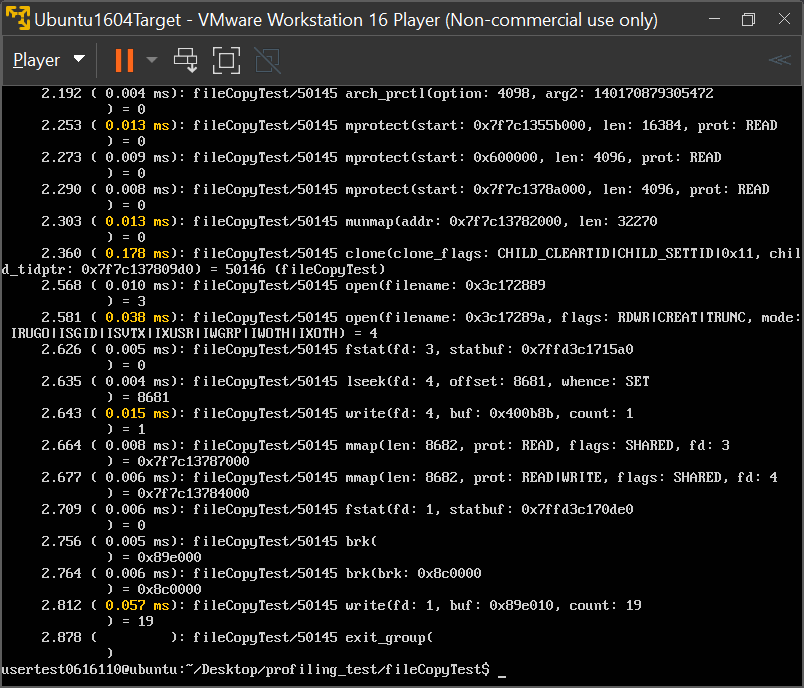 Ubuntu1604Target - VMware Workstation 16 Player (Non-commercial use only)
Player
2.192 ( 0.004 ms): fileCopyTest/50145 arch_prctl(option: 4098, arg2: 140170879305472
) = 0
2.253 ( 0.013 ms): fileCopyTest/50145 mprotect(start: 0x7f7c1355b000, len: 16384, prot: READ
) = 0
2.273 ( 0.009 ms): fileCopyTest/50145 mprotect(start: 0x600000, len: 4096, prot: READ
) = 0
2.290 ( 0.008 ms): fileCopyTest/50145 mprotect(start: 0x7f7c1378a000, len: 4096, prot: READ
) = 0
2.303 ( 0.013 ms): fileCopyTest/50145 munmap(addr: 0x7f7c13782000, len: 32270
) = 0
2.360 ( 0.178 ms): fileCopyTest/50145 clone(clone_flags: CHILD_CLEARTID|CHILD_SETTID|0x11, chil
d_tidptr: 0x7f7c137809d0) = 50146 (fileCopyTest)
2.568 ( 0.010 ms): fileCopyTest/50145 open(filename: 0x3c172889
) = 3
2.581 ( 0.038 ms): fileCopyTest/50145 open(filename: 0x3c17289a, flags: RDWR|CREAT|TRUNC, mode:
IRUGO|ISGID|ISVTX|IXUSR|IWGRP|IWOTH|IXOTH) = 4
2.626 ( 0.005 ms): fileCopyTest/50145 fstat(fd: 3, statbuf: 0x7ffd3c1715a0
) = 0
2.635 ( 0.004 ms): fileCopyTest/50145 lseek(fd: 4, offset: 8681, whence: SET
) = 8681
2.643 ( 0.015 ms): fileCopyTest/50145 write(fd: 4, buf: 0x400b8b, count: 1
) = 1
2.664 ( 0.008 ms): fileCopyTest/50145 mmap(len: 8682, prot: READ, flags: SHARED, fd: 3
) = 0x7f7c13787000
2.677 ( 0.006 ms): fileCopyTest/50145 mmap(len: 8682, prot: READ|WRITE, flags: SHARED, fd: 4
) = 0x7f7c13784000
2.709 ( 0.006 ms): fileCopyTest/50145 fstat(fd: 1, statbuf: 0x7ffd3c170de0
) = 0
2.756 ( 0.005 ms): fileCopyTest/50145 brk(
) = 0x89e000
2.764 ( 0.006 ms): fileCopyTest/50145 brk(brk: 0x8c0000
) = 0x8c0000
2.812 ( 0.057 ms): fileCopyTest/50145 write(fd: 1, buf: 0x89e010, count: 19
) = 19
2.878 (         ): fileCopyTest/50145 exit_group(
)
usertest0616110@ubuntu:~/Desktop/profiling_test/fileCopyTest$ _